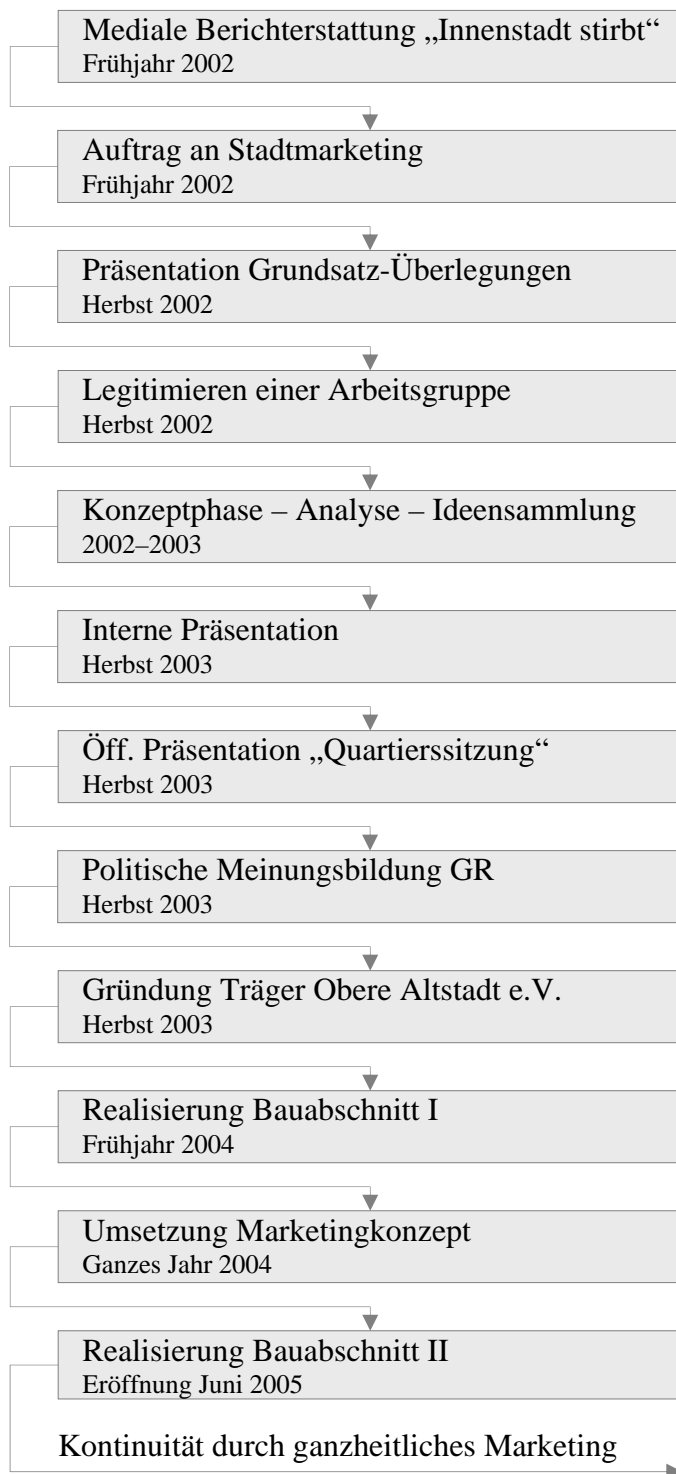 Mediale Berichterstattung „Innenstadt stirbt“
Frühjahr 2002
Auftrag an Stadtmarketing
Frühjahr 2002
Präsentation Grundsatz-Überlegungen
Herbst 2002
Legitimieren einer Arbeitsgruppe
Herbst 2002
Konzeptphase – Analyse – Ideensammlung
2002–2003
Interne Präsentation
Herbst 2003
Öff. Präsentation „Quartierssitzung“
Herbst 2003
Politische Meinungsbildung GR
Herbst 2003
Gründung Träger Obere Altstadt e.V.
Herbst 2003
Realisierung Bauabschnitt I
Frühjahr 2004
Umsetzung Marketingkonzept
Ganzes Jahr 2004
Realisierung Bauabschnitt II
Eröffnung Juni 2005
Kontinuität durch ganzheitliches Marketing